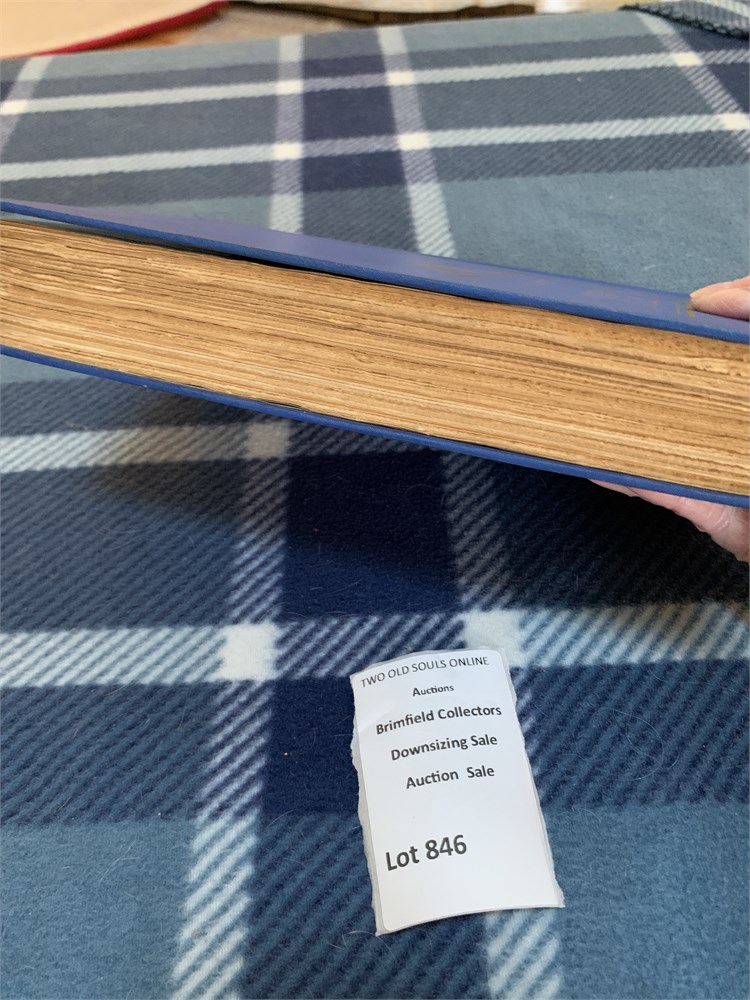 TWO OLD SOULS ONLINE
Auctions
Brimfield Collectors
Downsizing Sale
Auction Sale
Lot 846